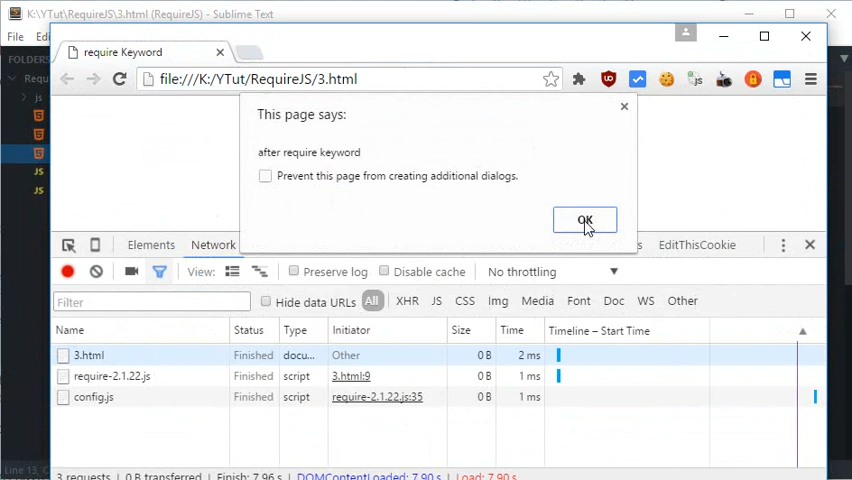 K:\YTut\RequireJS\3.html (RequireJS) - Sublime Text
File
require Keyword
FOLDERS
file:///K:/YTut/RequireJS/3.html
js
This page says:
after require keyword
Prevent this page from creating additional dialogs.
OK
Elements Network EditThisCookie
View: Preserve log Disable cache No throttling
Filter Hide data URLs All XHR JS CSS Img Media Font Doc WS Other
Name Status Type Initiator Size Time Timeline – Start Time
3.html Finished docu... Other 0 B 2 ms
require-2.1.22.js Finished script 3.html:9 0 B 1 ms
config.js Finished script require-2.1.22.js:35 0 B 1 ms
3 requests | 0 B transferred | Finish: 7.96 s | DOMContentLoaded: 7.90 s | Load: 7.90 s